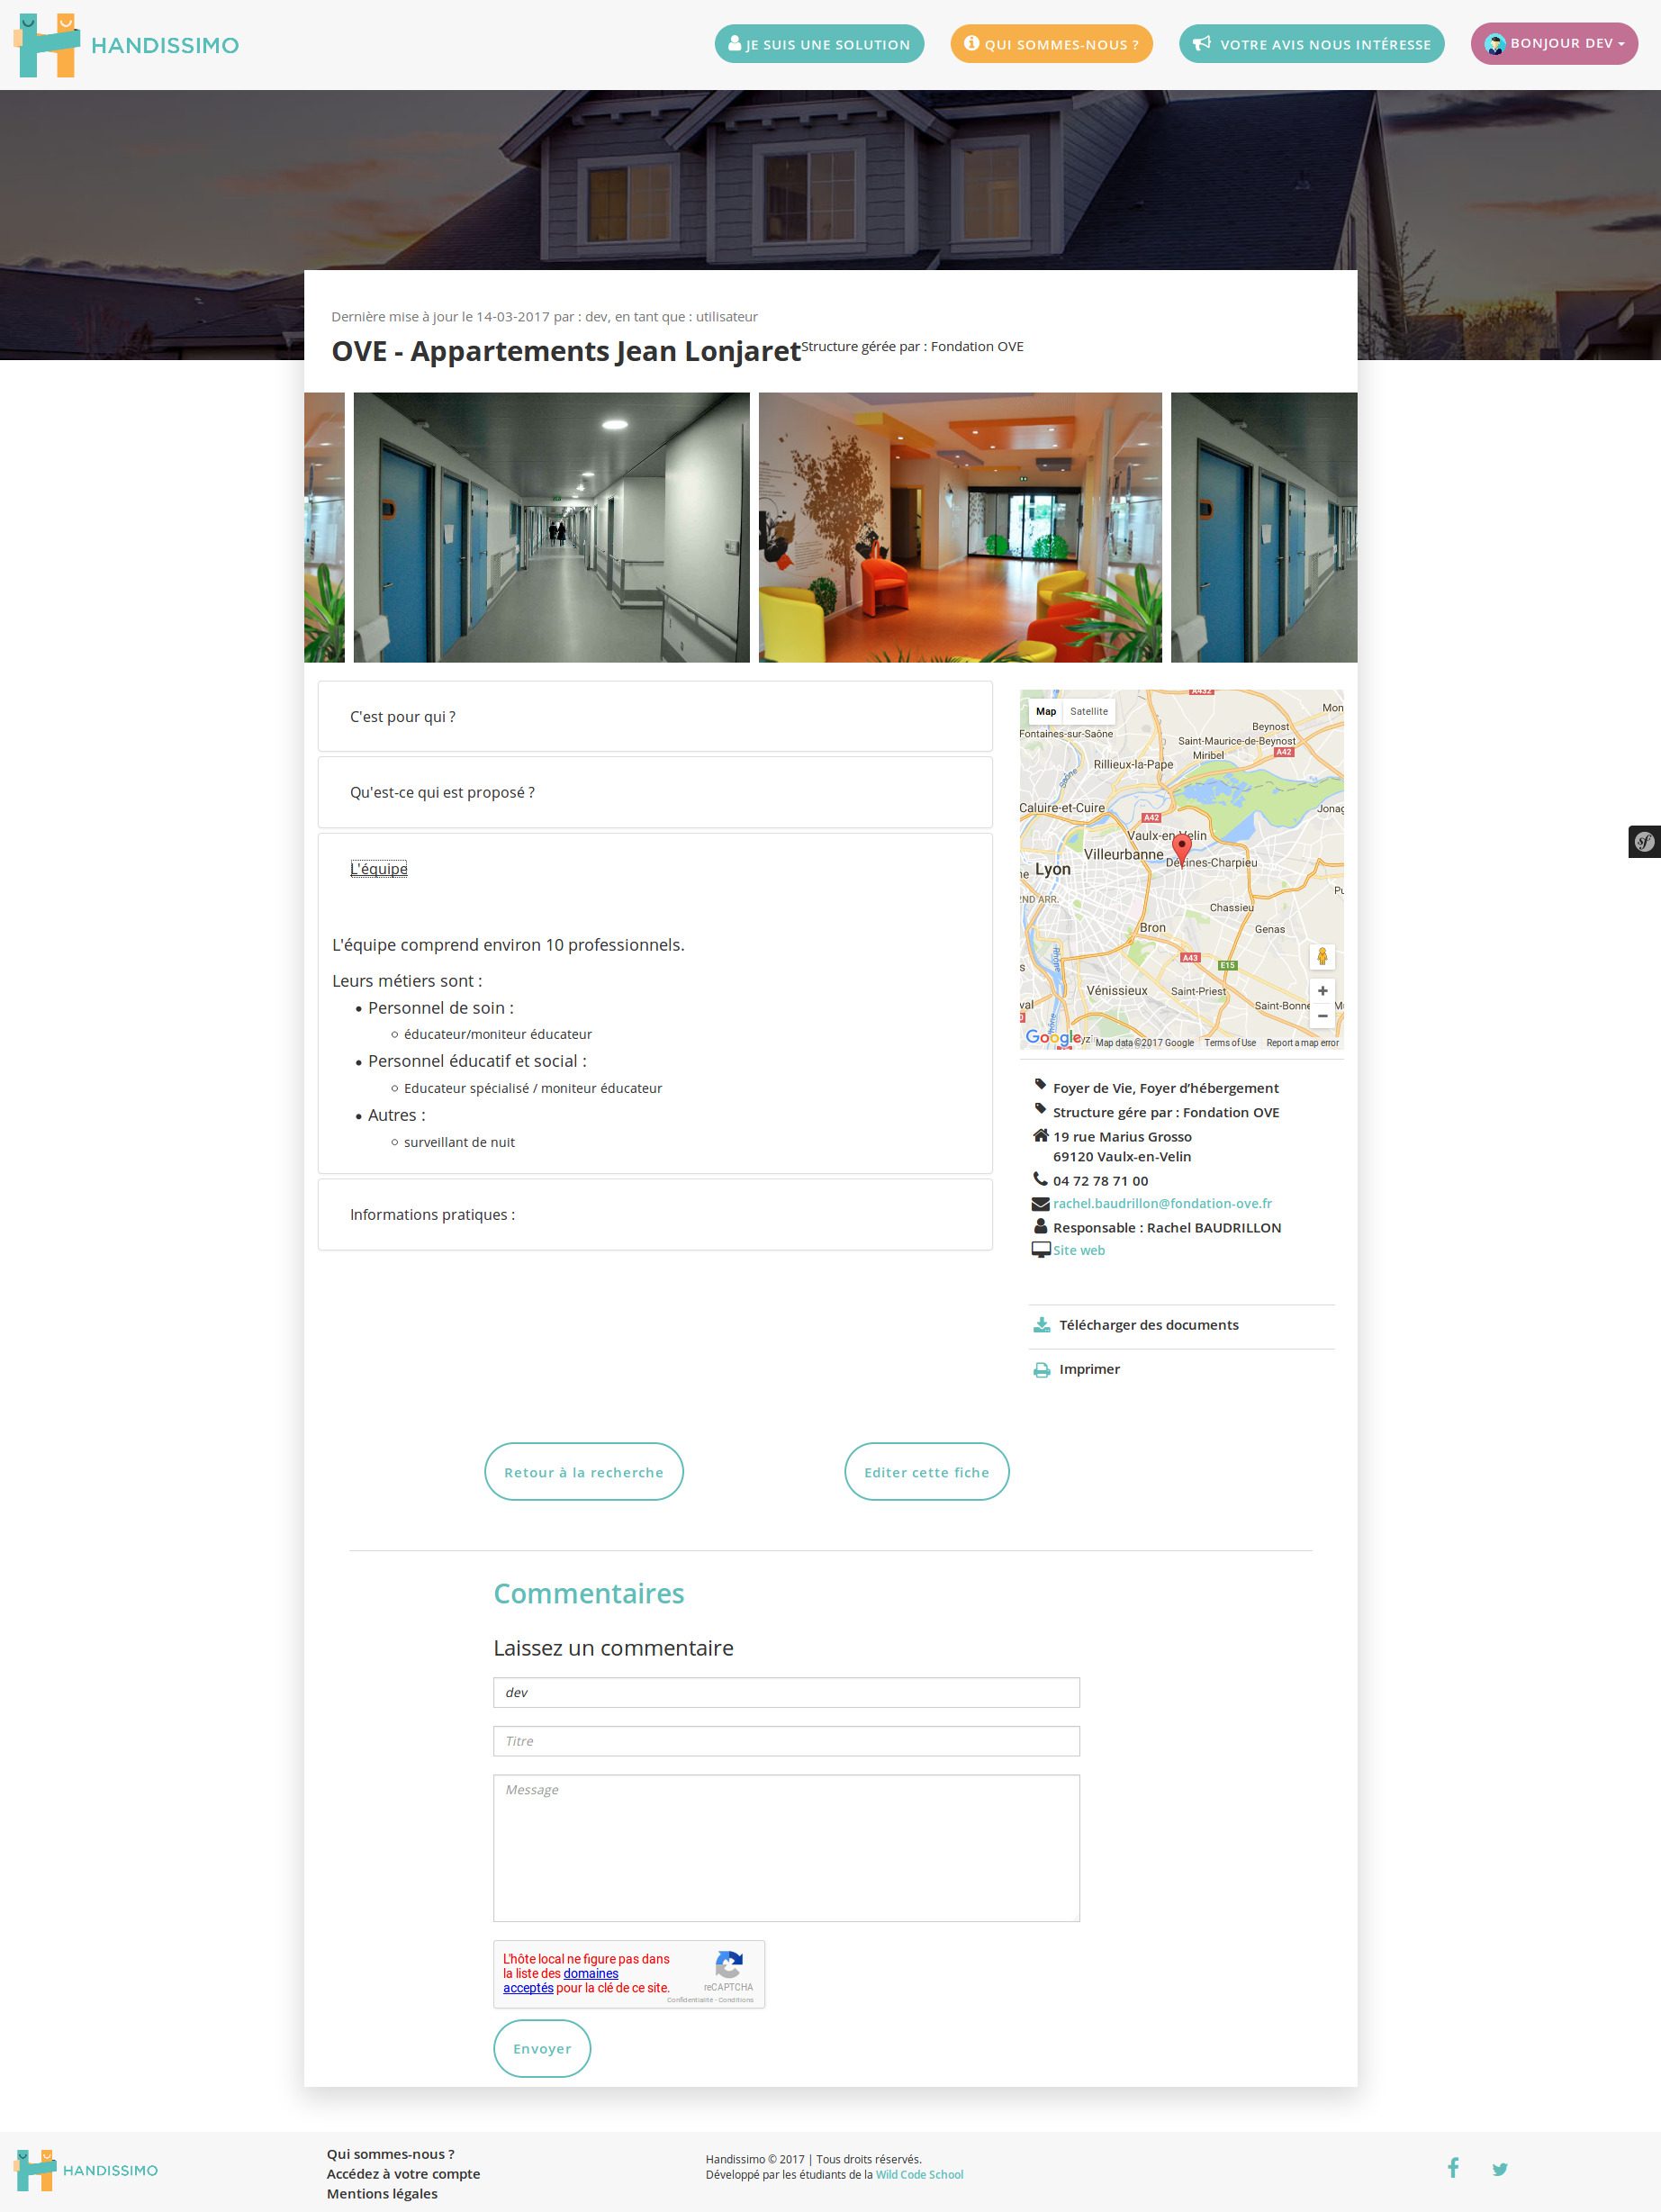 HANDISSIMO
JE SUIS UNE SOLUTION
QUI SOMMES-NOUS ?
VOTRE AVIS NOUS INTÉRESSE
BONJOUR DEV
Dernière mise à jour le 14-03-2017 par : dev, en tant que : utilisateur
OVE - Appartements Jean Lonjaret Structure gérée par : Fondation OVE
C'est pour qui ?
Qu'est-ce qui est proposé ?
L'équipe
L'équipe comprend environ 10 professionnels.
Leurs métiers sont :
Personnel de soin :
éducateur/moniteur éducateur
Personnel éducatif et social :
Educateur spécialisé / moniteur éducateur
Autres :
surveillant de nuit
Informations pratiques :
Map Satellite
Mon
Beynost
Fontaines-sur-Saône
Saint-Maurice-de-Beynost
A42
Miribel
Rillieux-la-Pape
Saône
Caluire-et-Cuire
Jonag
A42
Vaulx-en-Velin
Villeurbanne
Décines-Charpieu
Lyon
2ND ARR.
Chassieu
Bron
Genas
A43
E15
Rhône
Vénissieux
Saint-Priest
Saint-Bonne
Google
Map data ©2017 Google Terms of Use Report a map error
Foyer de Vie, Foyer d’hébergement
Structure gére par : Fondation OVE
19 rue Marius Grosso
69120 Vaulx-en-Velin
04 72 78 71 00
rachel.baudrillon@fondation-ove.fr
Responsable : Rachel BAUDRILLON
Site web
Télécharger des documents
Imprimer
sf
Retour à la recherche
Editer cette fiche
Commentaires
Laissez un commentaire
dev
Titre
Message
L'hôte local ne figure pas dans
la liste des domaines
acceptés pour la clé de ce site.
reCAPTCHA
Confidentialité - Conditions
Envoyer
HANDISSIMO
Qui sommes-nous ?
Accédez à votre compte
Mentions légales
Handissimo © 2017 | Tous droits réservés.
Développé par les étudiants de la Wild Code School